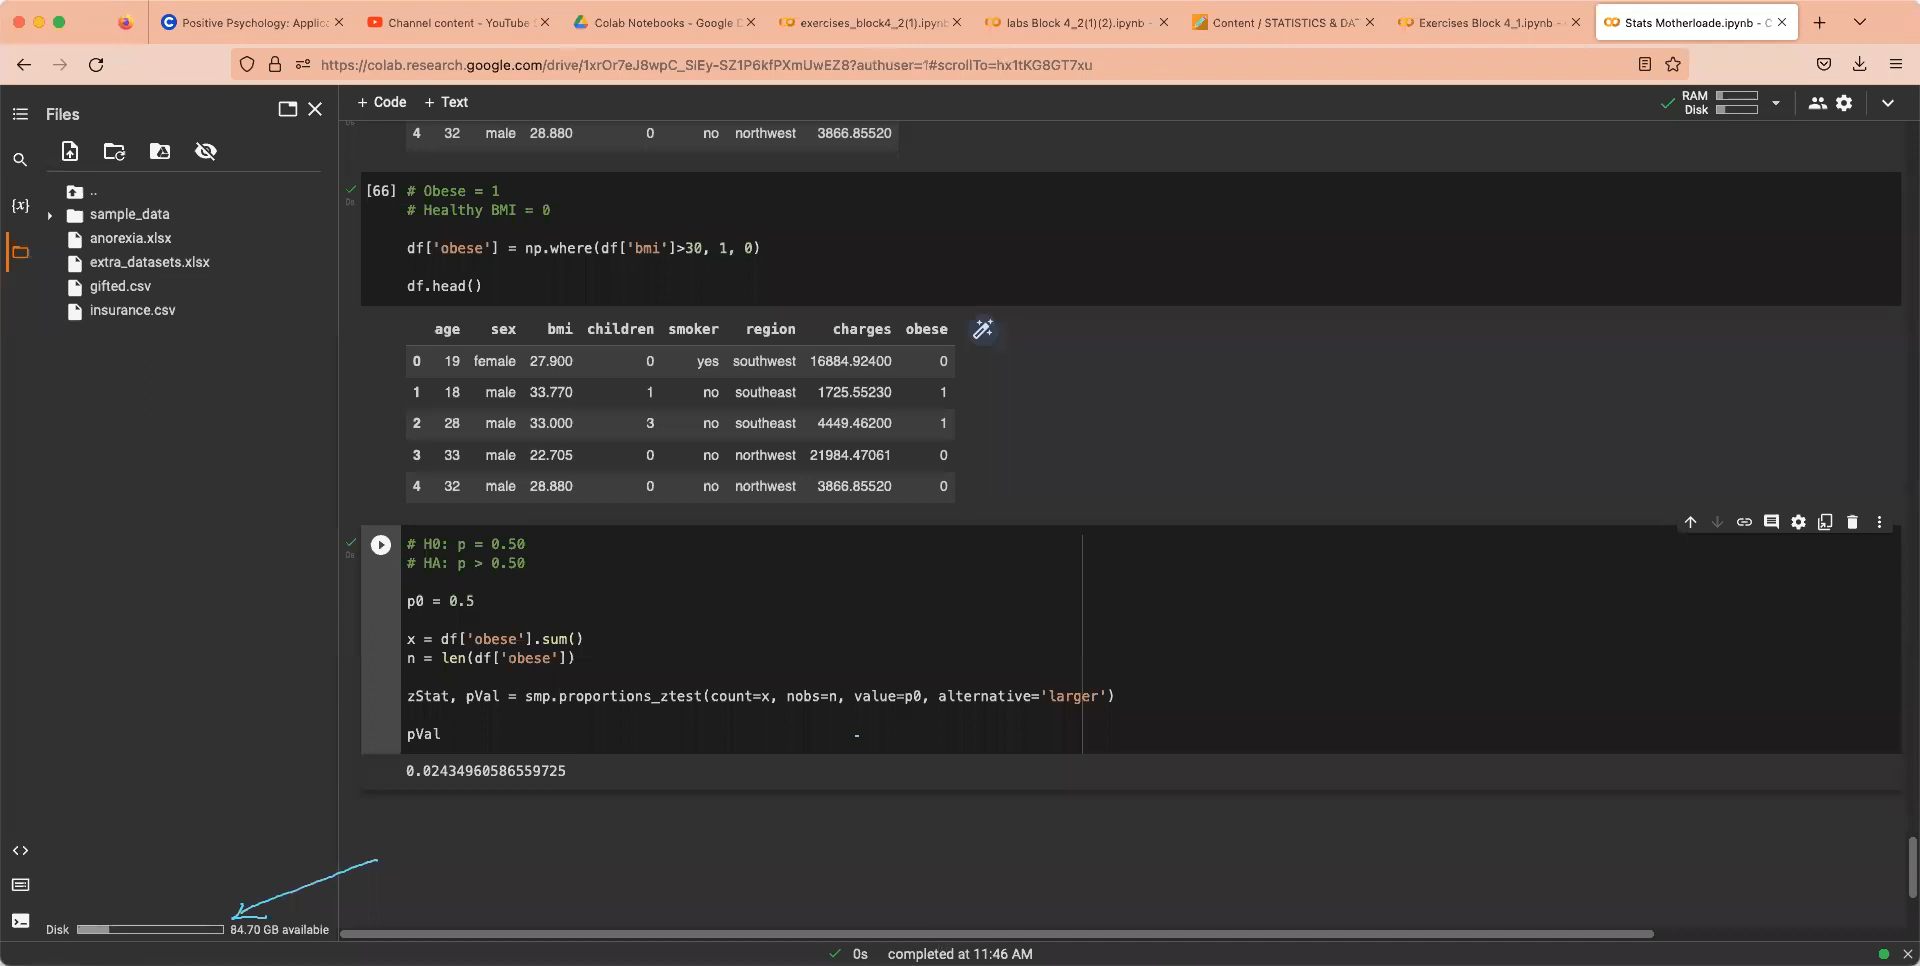 Positive Psychology: Applic
Channel content - YouTube S
Colab Notebooks - Google D
exercises_block4_2(1).ipynb
labs Block 4_2(1)(2).ipynb -
Content / STATISTICS & DAT
Exercises Block 4_1.ipynb -
Stats Motherloade.ipynb - C
https://colab.research.google.com/drive/1xrOr7eJ8wpC_SiEy-SZ1P6kfPXmUwEZ8?authuser=1#scrollTo=hx1tKG8GT7xu
Files
+ Code + Text
RAM
Disk
..
sample_data
anorexia.xlsx
extra_datasets.xlsx
gifted.csv
insurance.csv
{x}
4 32 male 28.880 0 no northwest 3866.85520
[66] # Obese = 1
0s
# Healthy BMI = 0
df['obese'] = np.where(df['bmi']>30, 1, 0)
df.head()
age sex bmi children smoker region charges obese
0 19 female 27.900 0 yes southwest 16884.92400 0
1 18 male 33.770 1 no southeast 1725.55230 1
2 28 male 33.000 3 no southeast 4449.46200 1
3 33 male 22.705 0 no northwest 21984.47061 0
4 32 male 28.880 0 no northwest 3866.85520 0
# H0: p = 0.50
0s
# HA: p > 0.50
p0 = 0.5
x = df['obese'].sum()
n = len(df['obese'])
zStat, pVal = smp.proportions_ztest(count=x, nobs=n, value=p0, alternative='larger')
pVal
0.02434960586559725
Disk 84.70 GB available
0s completed at 11:46 AM